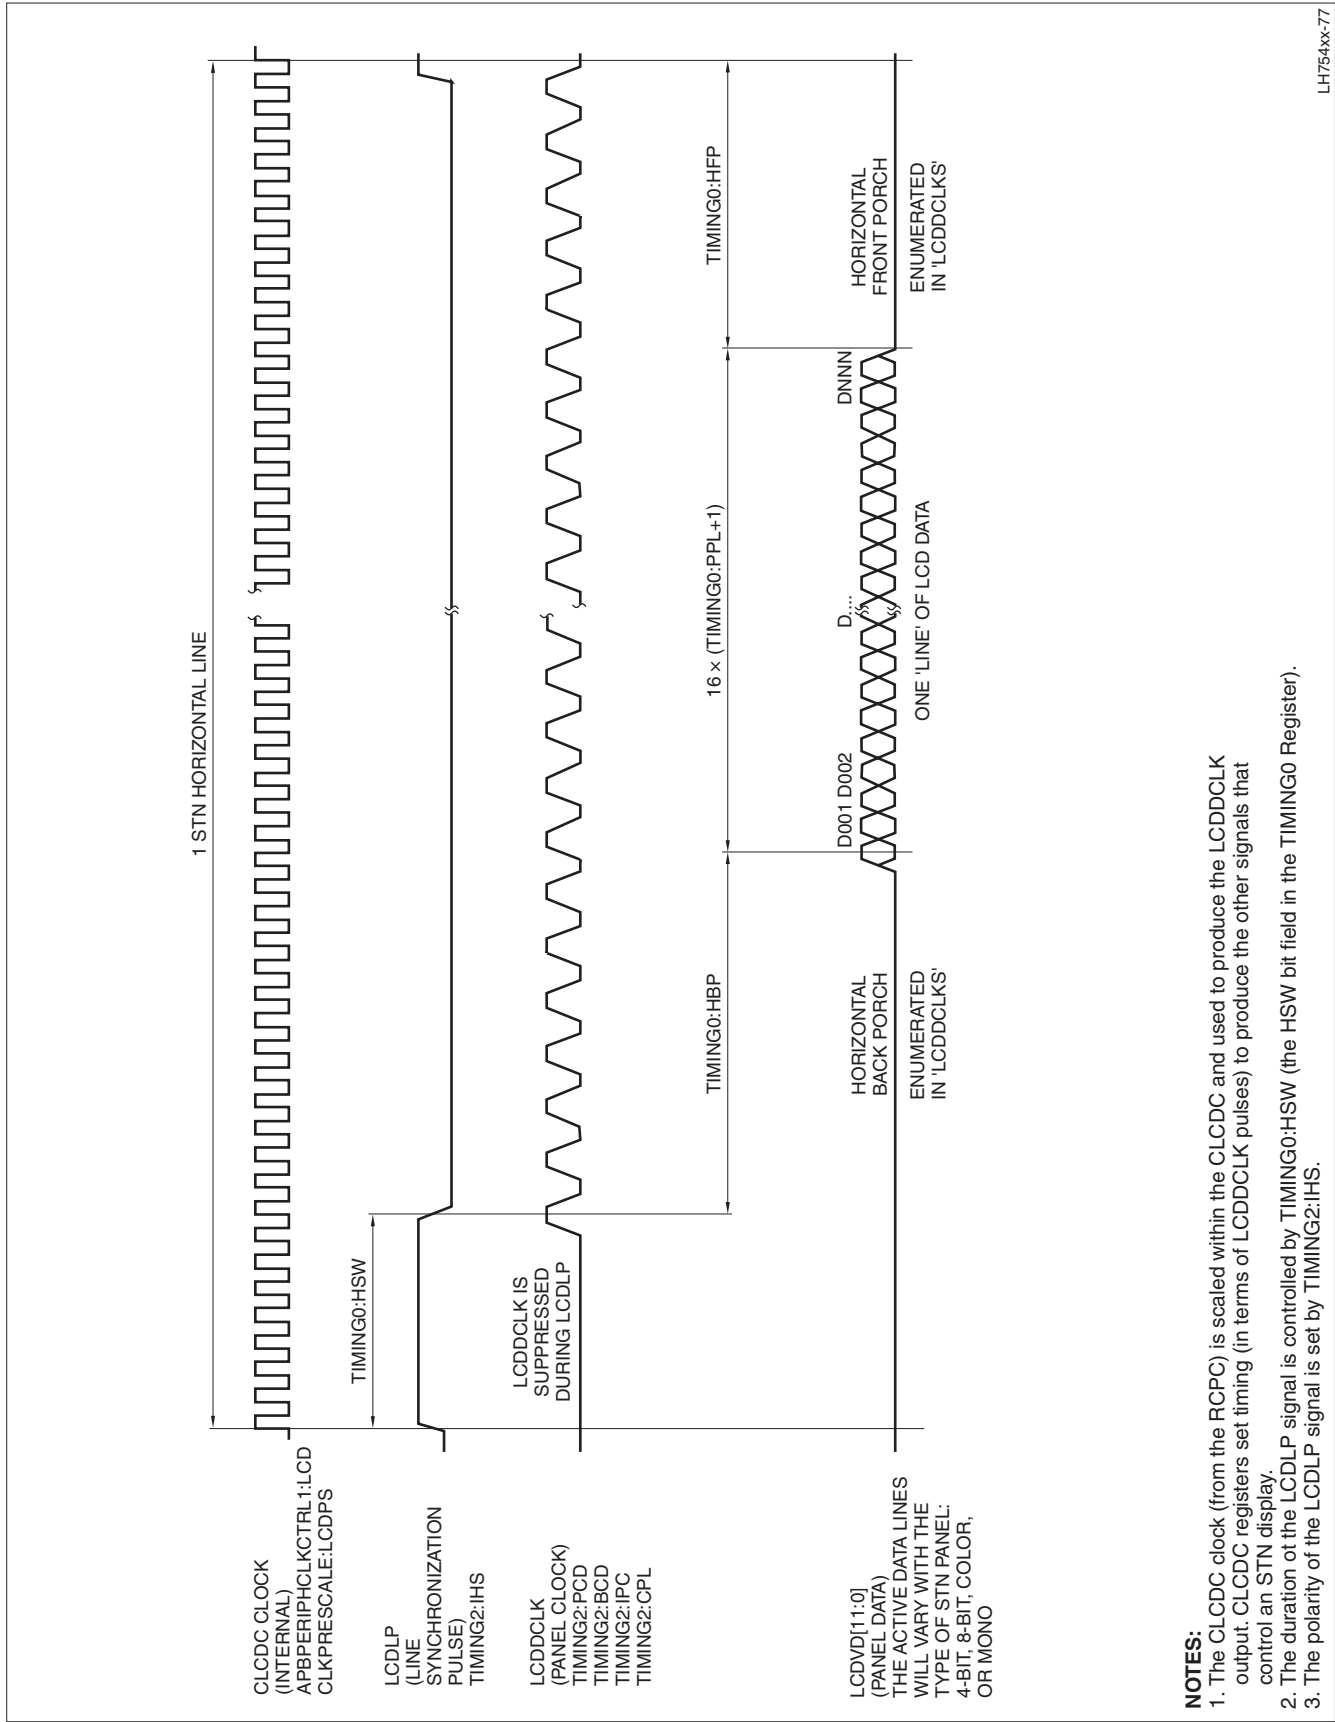 1 STN HORIZONTAL LINE
CLCDC CLOCK
(INTERNAL)
APBPERIPHCLKCTRL1:LCD
CLKPRESCALE:LCDPS
TIMING0:HSW
LCDLP
(LINE
SYNCHRONIZATION
PULSE)
TIMING2:IHS
LCDDCLK IS
SUPPRESSED
DURING LCDLP
LCDDCLK
(PANEL CLOCK)
TIMING2:PCD
TIMING2:BCD
TIMING2:IPC
TIMING2:CPL
TIMING0:HBP
16 × (TIMING0:PPL+1)
TIMING0:HFP
D001 D002
D....
DNNN
LCDVD[11:0]
(PANEL DATA)
THE ACTIVE DATA LINES
WILL VARY WITH THE
TYPE OF STN PANEL:
4-BIT, 8-BIT, COLOR,
OR MONO
HORIZONTAL
BACK PORCH
ENUMERATED
IN 'LCDDCLKS'
ONE 'LINE' OF LCD DATA
HORIZONTAL
FRONT PORCH
ENUMERATED
IN 'LCDDCLKS'
NOTES:
1. The CLCDC clock (from the RCPC) is scaled within the CLCDC and used to produce the LCDDCLK
output. CLCDC registers set timing (in terms of LCDDCLK pulses) to produce the other signals that
control an STN display.
2. The duration ot the LCDLP signal is controlled by TIMING0:HSW (the HSW bit field in the TIMING0 Register).
3. The polarity of the LCDLP signal is set by TIMING2:IHS.
LH754xx-77